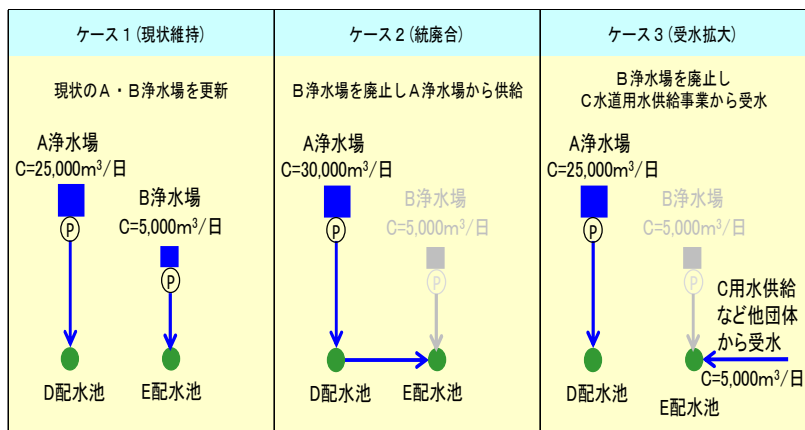 ケース1(現状維持)
現状のA・B浄水場を更新
A浄水場
C=25,000m³/日
B浄水場
C=5,000m³/日
P
P
D配水池
E配水池
ケース2(統廃合)
B浄水場を廃止しA浄水場から供給
A浄水場
C=30,000m³/日
B浄水場
C=5,000m³/日
P
P
D配水池
E配水池
ケース3(受水拡大)
B浄水場を廃止し
C水道用水供給事業から受水
A浄水場
C=25,000m³/日
B浄水場
C=5,000m³/日
P
P
C用水供給
など他団体
から受水
C=5,000m³/日
D配水池
E配水池